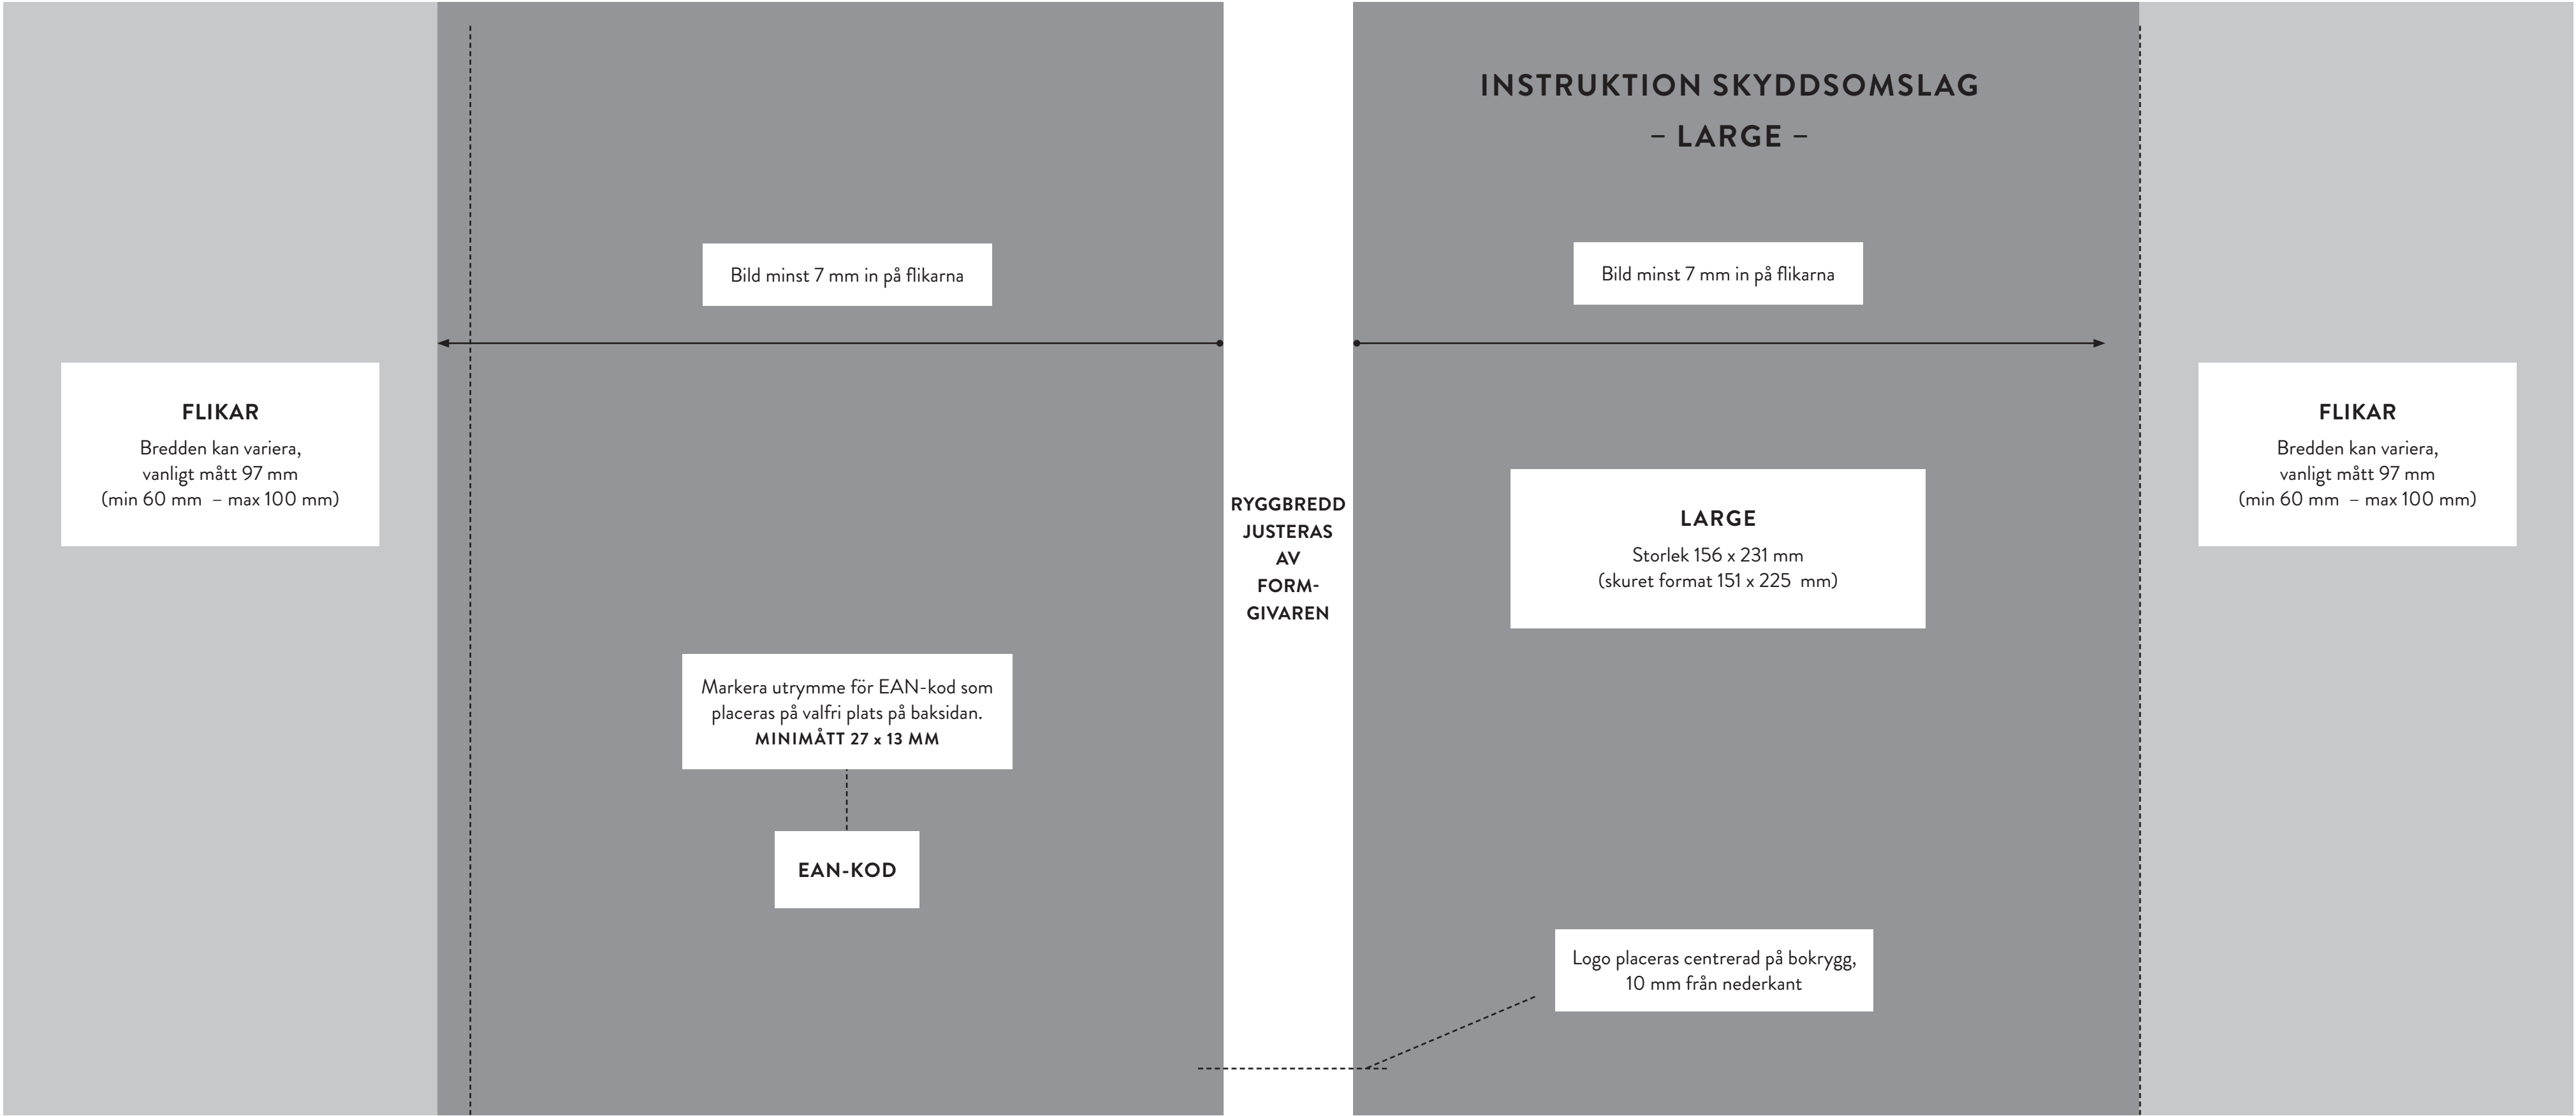 INSTRUKTION SKYDDSOMSLAG
– LARGE –
Bild minst 7 mm in på flikarna
Bild minst 7 mm in på flikarna
FLIKAR
Bredden kan variera,
vanligt mått 97 mm
(min 60 mm – max 100 mm)
RYGGBREDD
JUSTERAS
AV
FORM-
GIVAREN
LARGE
Storlek 156 x 231 mm
(skuret format 151 x 225 mm)
FLIKAR
Bredden kan variera,
vanligt mått 97 mm
(min 60 mm – max 100 mm)
Markera utrymme för EAN-kod som
placeras på valfri plats på baksidan.
MINIMÅTT 27 x 13 MM
EAN-KOD
Logo placeras centrerad på bokrygg,
10 mm från nederkant